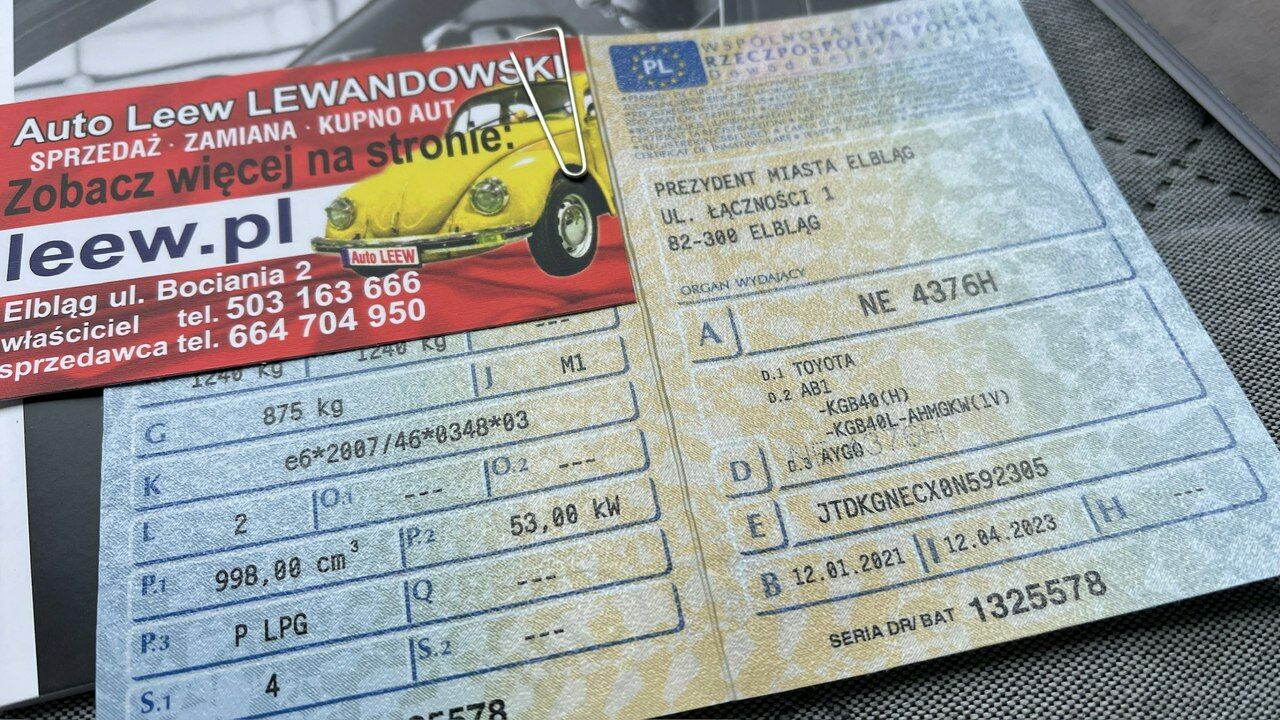 Auto Leew LEWANDOWSKI
SPRZEDAŻ · ZAMIANA · KUPNO AUT
Zobacz więcej na stronie:
leew.pl
Auto LEEW
Elbląg ul. Bociania 2
właściciel tel. 503 163 666
sprzedawca tel. 664 704 950
---
1240 kg 1240 kg
J M1
G 875 kg
K e6*2007/46*0348*03
L 2 O.1 --- O.2 ---
P.1 998,00 cm³ P.2 53,00 kW
P.3 P LPG Q ---
S.1 4 S.2 ---
5578
PL
WSPÓLNOTA EUROPEJSKA
RZECZPOSPOLITA POLSKA
PREZYDENT MIASTA ELBLĄG
UL. ŁĄCZNOŚCI 1
82-300 ELBLĄG
ORGAN WYDAJĄCY
A NE 4376H
D.1 TOYOTA
D.2 AB1
-KGB40(H)
-KGB40L-AHMGKW(1V)
D D.3 AYGO
E JTDKGNECX0N592305
B 12.01.2021 I 12.04.2023 H ---
SERIA DR/BAT 1325578